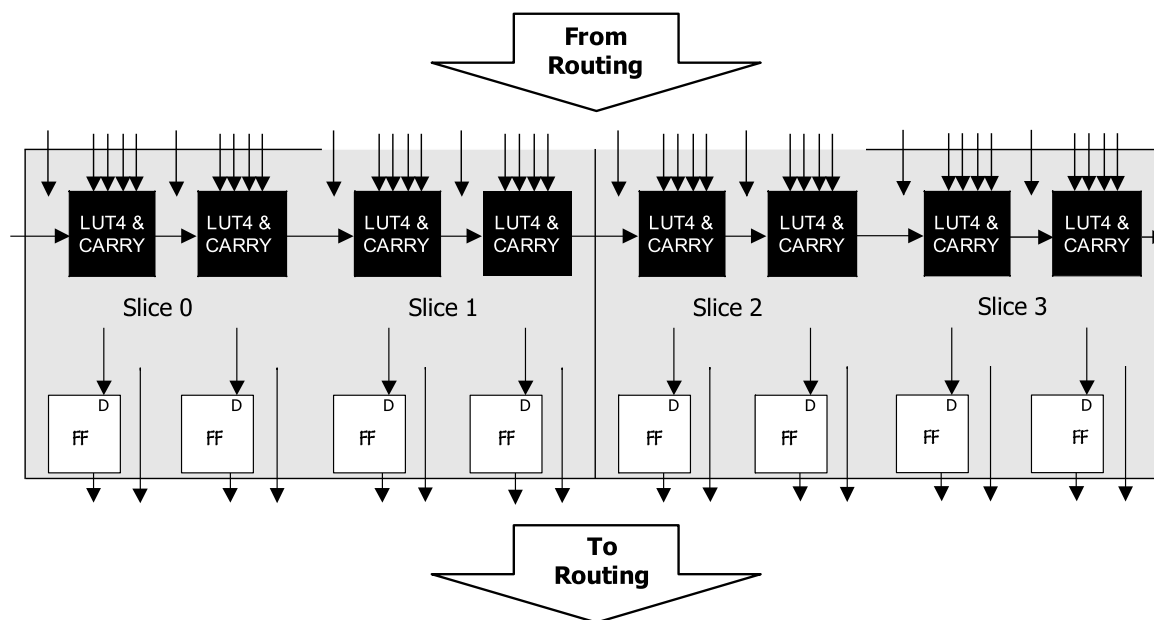 From
Routing
LUT4 &
CARRY
LUT4 &
CARRY
LUT4 &
CARRY
LUT4 &
CARRY
LUT4 &
CARRY
LUT4 &
CARRY
LUT4 &
CARRY
LUT4 &
CARRY
Slice 0
Slice 1
Slice 2
Slice 3
D
FF
D
FF
D
FF
D
FF
D
FF
D
FF
D
FF
D
FF
To
Routing